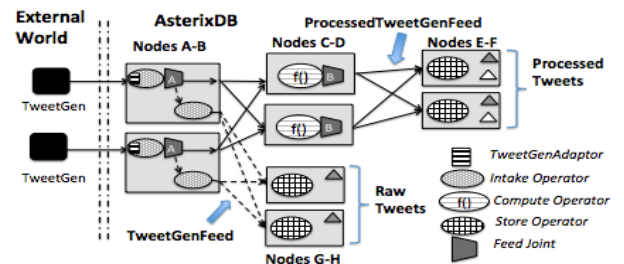 External World
AsterixDB
ProcessedTweetGenFeed
Nodes A-B
Nodes C-D
Nodes E-F
Processed Tweets
TweetGen
A
f()
B
TweetGen
A
f()
B
Raw Tweets
TweetGenFeed
Nodes G-H
TweetGenAdaptor
Intake Operator
f() Compute Operator
Store Operator
Feed Joint